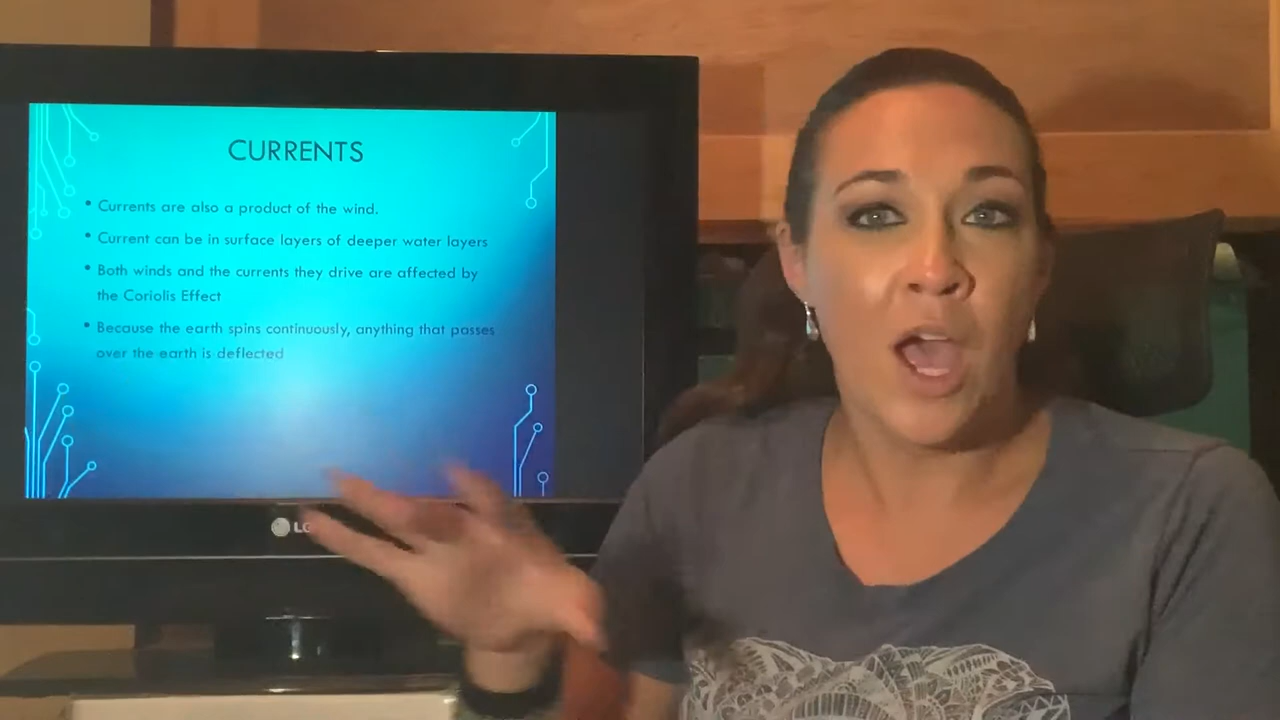 CURRENTS
• Currents are also a product of the wind.
• Current can be in surface layers of deeper water layers
• Both winds and the currents they drive are affected by
the Coriolis Effect
• Because the earth spins continuously, anything that passes
over the earth is deflected
LG